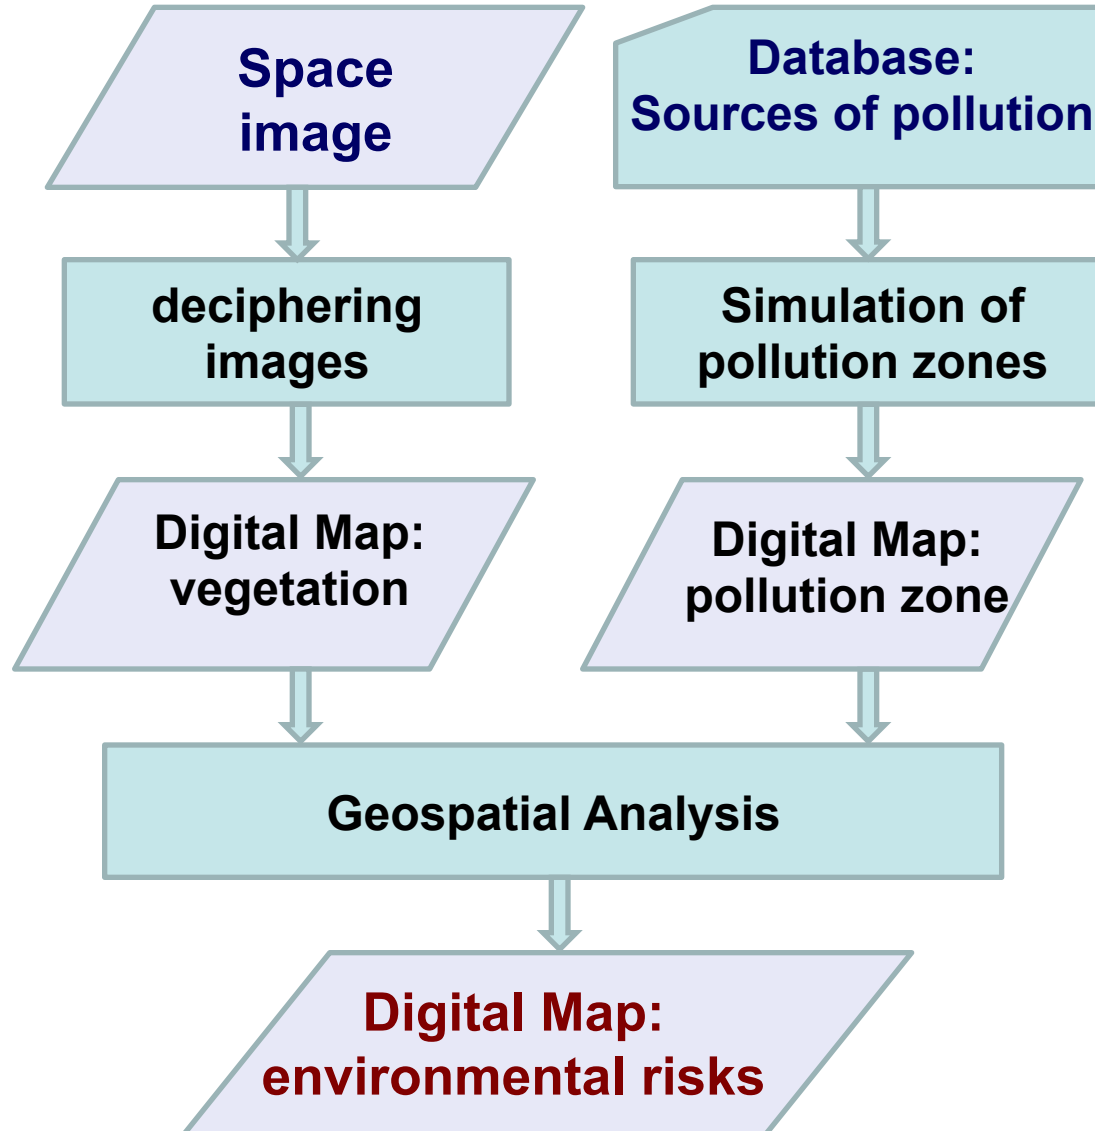 Space
image
Database:
Sources of pollution
deciphering
images
Simulation of
pollution zones
Digital Map:
vegetation
Digital Map:
pollution zone
Geospatial Analysis
Digital Map:
environmental risks